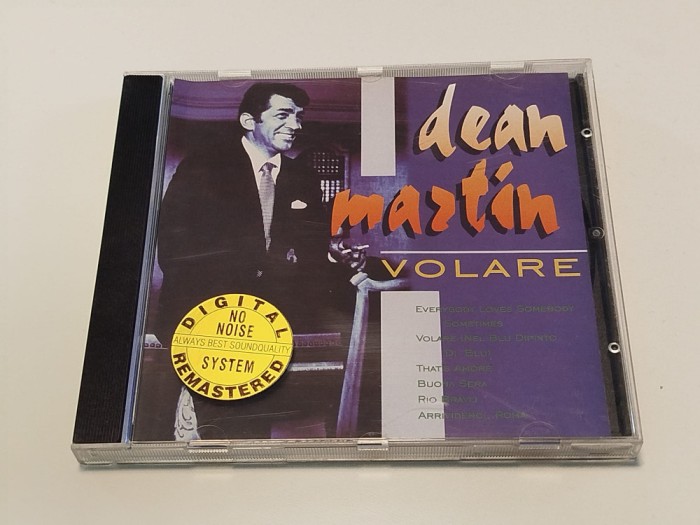 dean
martin
VOLARE
DIGITAL
NO
NOISE
ALWAYS BEST SOUNDQUALITY
SYSTEM
REMASTERED
Everybody Loves Somebody
Sometimes
Volare (Nel Blu Dipinto
Di Blu)
That's Amore
Buona Sera
Rio Bravo
Arrivederci, Roma